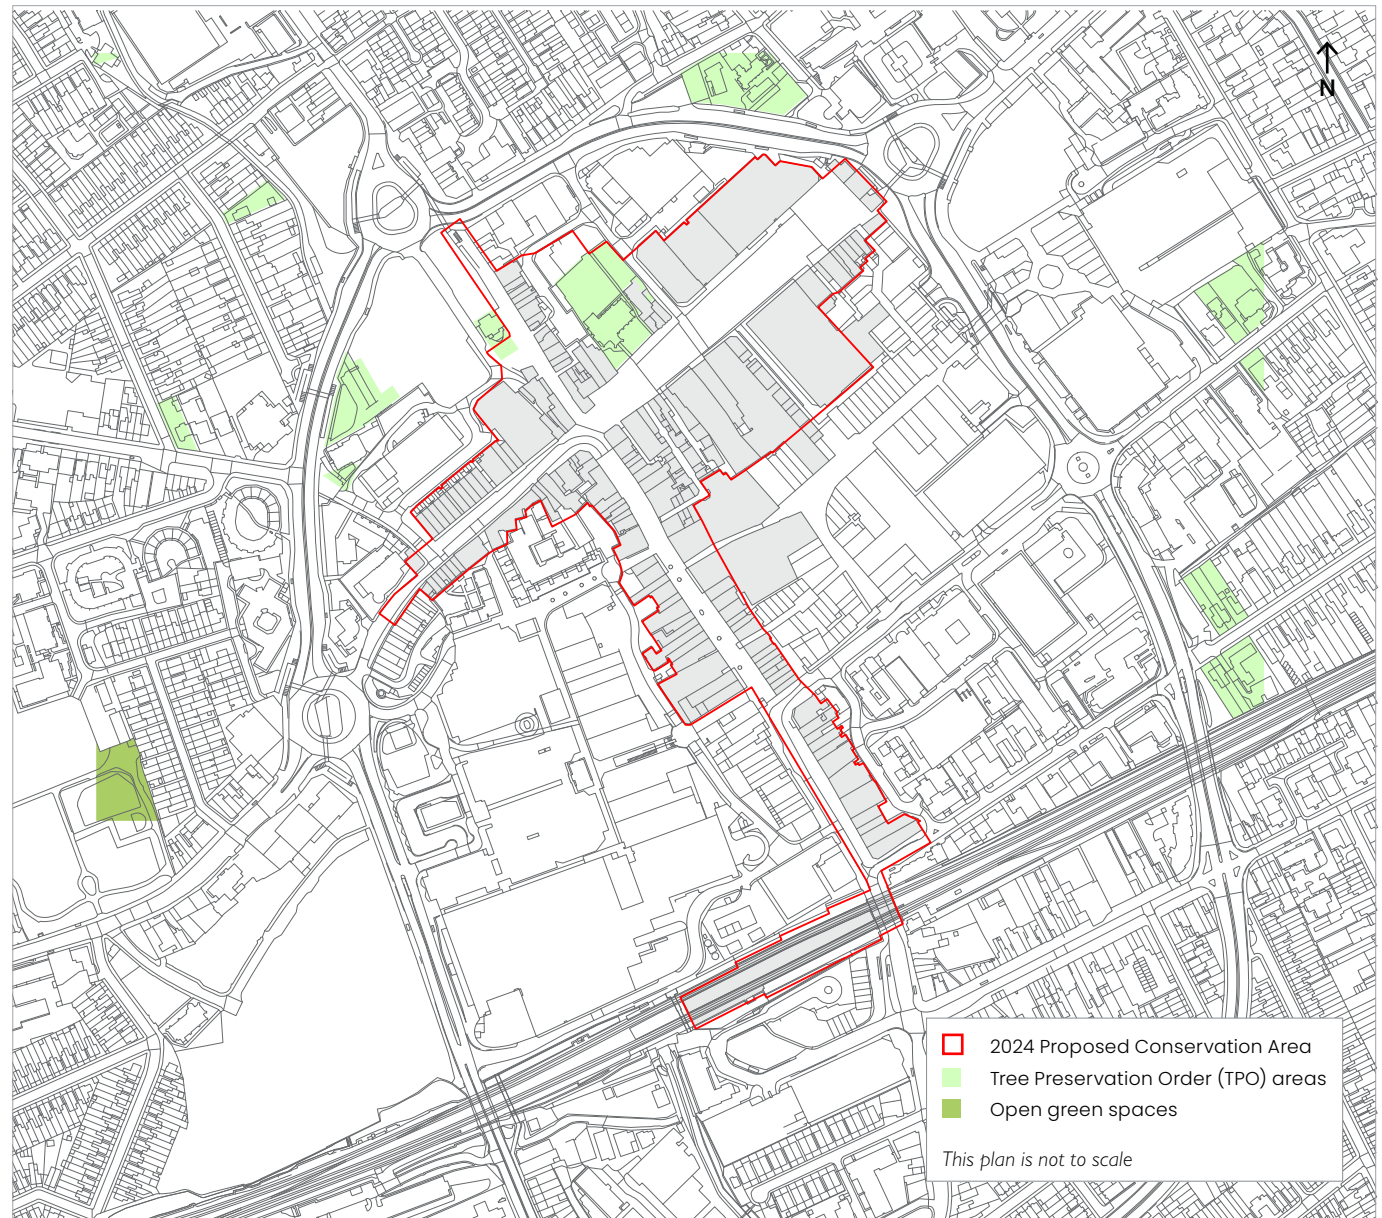 N
2024 Proposed Conservation Area
Tree Preservation Order (TPO) areas
Open green spaces
This plan is not to scale